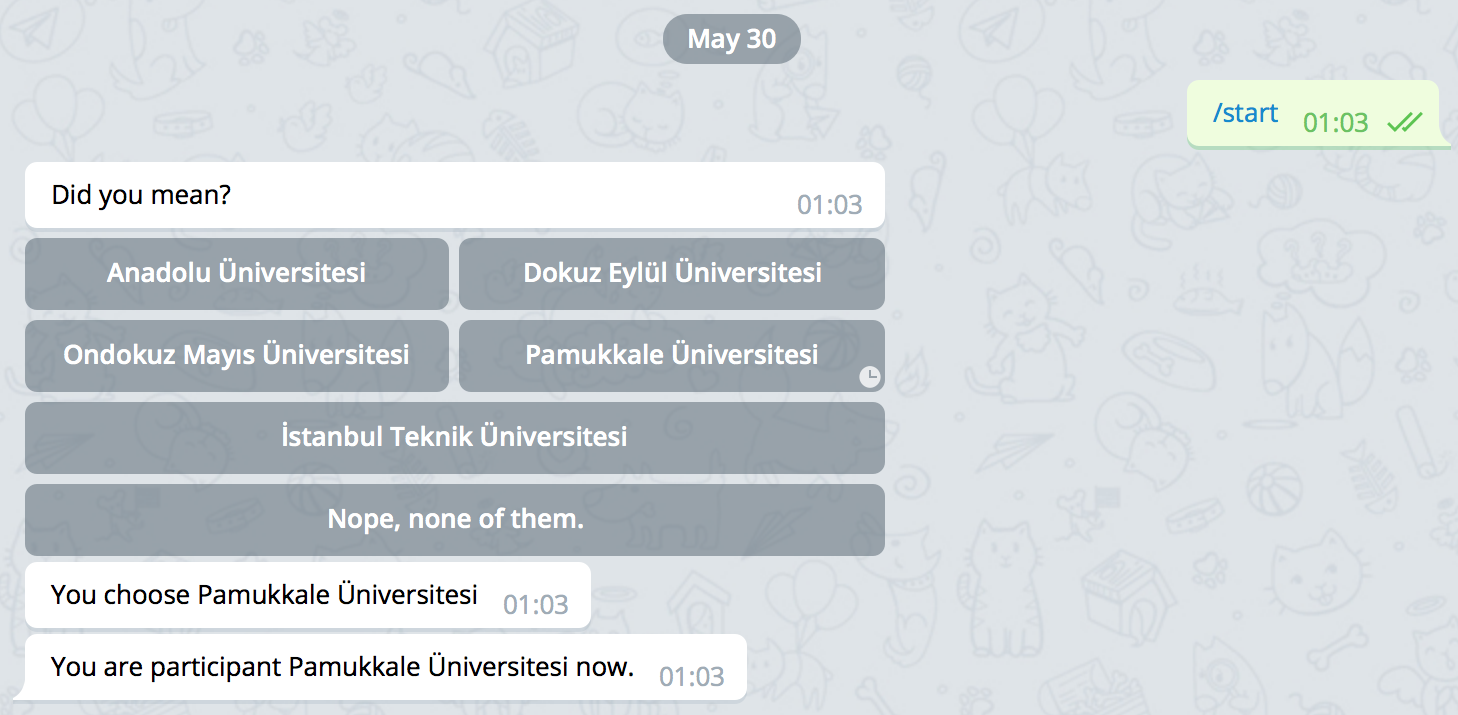 May 30
/start 01:03
Did you mean? 01:03
Anadolu Üniversitesi Dokuz Eylül Üniversitesi
Ondokuz Mayıs Üniversitesi Pamukkale Üniversitesi
İstanbul Teknik Üniversitesi
Nope, none of them.
You choose Pamukkale Üniversitesi 01:03
You are participant Pamukkale Üniversitesi now. 01:03